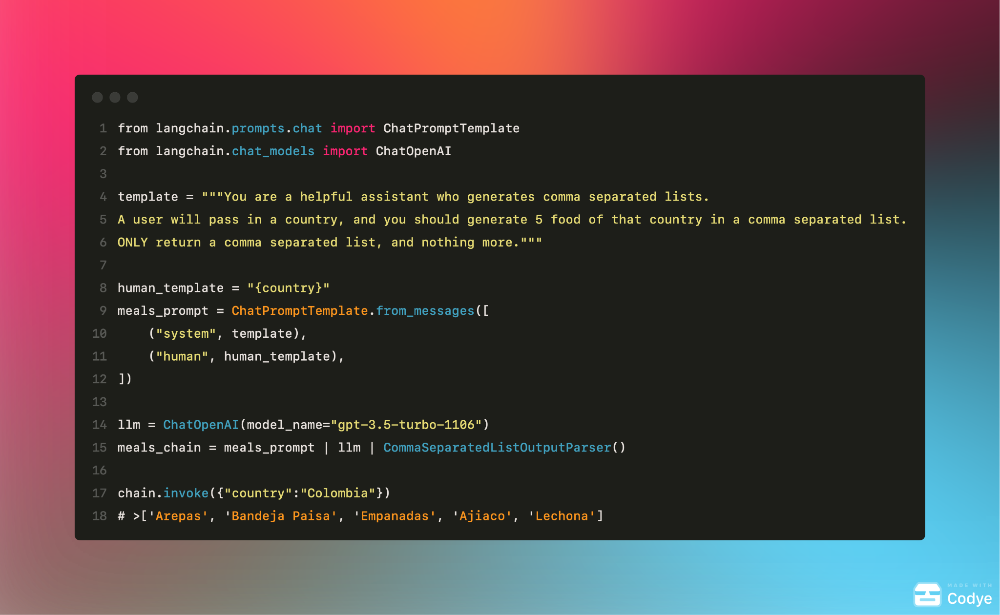 1 from langchain.prompts.chat import ChatPromptTemplate
2 from langchain.chat_models import ChatOpenAI
3
4 template = """You are a helpful assistant who generates comma separated lists.
5 A user will pass in a country, and you should generate 5 food of that country in a comma separated list.
6 ONLY return a comma separated list, and nothing more."""
7
8 human_template = "{country}"
9 meals_prompt = ChatPromptTemplate.from_messages([
10     ("system", template),
11     ("human", human_template),
12 ])
13
14 llm = ChatOpenAI(model_name="gpt-3.5-turbo-1106")
15 meals_chain = meals_prompt | llm | CommaSeparatedListOutputParser()
16
17 chain.invoke({"country":"Colombia"})
18 # >['Arepas', 'Bandeja Paisa', 'Empanadas', 'Ajiaco', 'Lechona']
MADE WITH
Codye